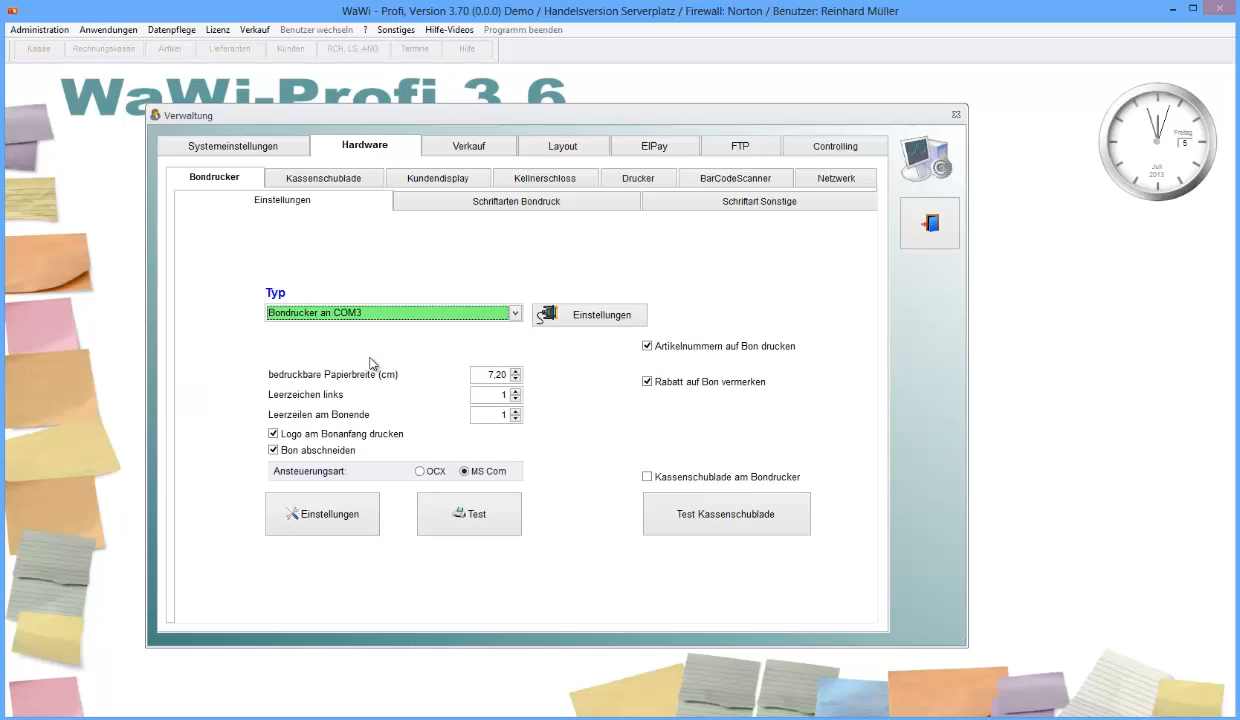 WaWi - Profi, Version 3.70 (0.0.0) Demo / Handelsversion Serverplatz / Firewall: Norton / Benutzer: Reinhard Müller
Administration Anwendungen Datenpflege Lizenz Verkauf Benutzer wechseln ? Sonstiges Hilfe-Videos Programm beenden
Kasse Rechnungskasse Artikel Lieferanten Kunden RCH, LS, ANG Termine Hilfe
WaWi-Profi 3.6
Verwaltung
Systemeinstellungen Hardware Verkauf Layout ElPay FTP Controlling
Bondrucker Kassenschublade Kundendisplay Kellnerschloss Drucker BarCodeScanner Netzwerk
Einstellungen Schriftarten Bondruck Schriftart Sonstige
Freitag
5
Juli
2013
Typ
Bondrucker an COM3 Einstellungen
Artikelnummern auf Bon drucken
bedruckbare Papierbreite (cm) 7,20
Rabatt auf Bon vermerken
Leerzeichen links 1
Leerzeilen am Bonende 1
Logo am Bonanfang drucken
Bon abschneiden
Ansteuerungsart: OCX MS Com
Kassenschublade am Bondrucker
Einstellungen Test Test Kassenschublade